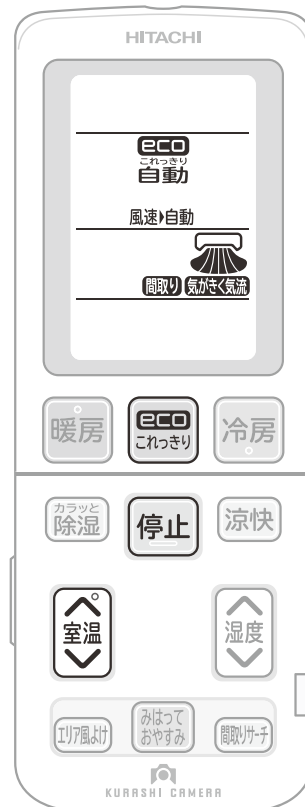 HITACHI
eco
これっきり
自動
風速▶自動
間取り 気がきく気流
暖房
eco
これっきり
冷房
カラッと
除湿
停止
涼快
室温
湿度
エリア風よけ
みはって
おやすみ
間取りサーチ
KURASHI CAMERA